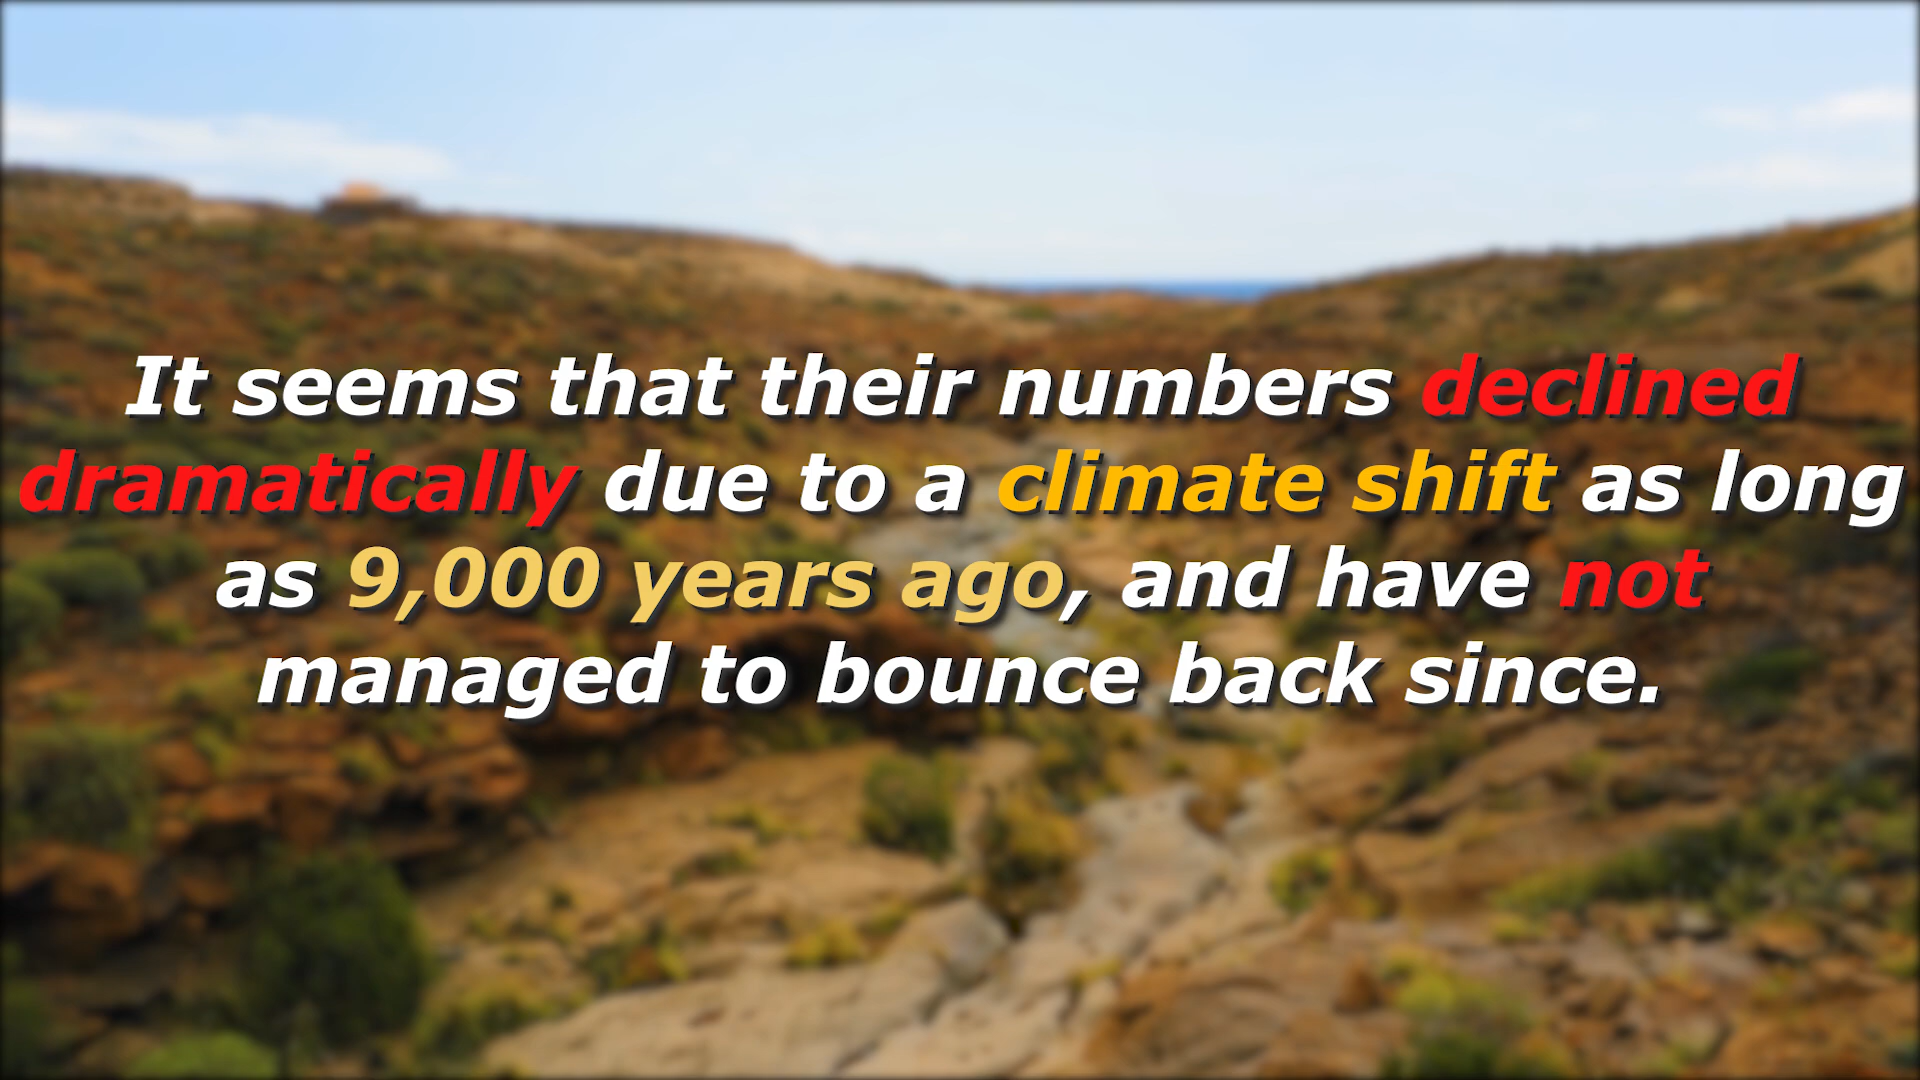 It seems that their numbers declined
dramatically due to a climate shift as long
as 9,000 years ago, and have not
managed to bounce back since.